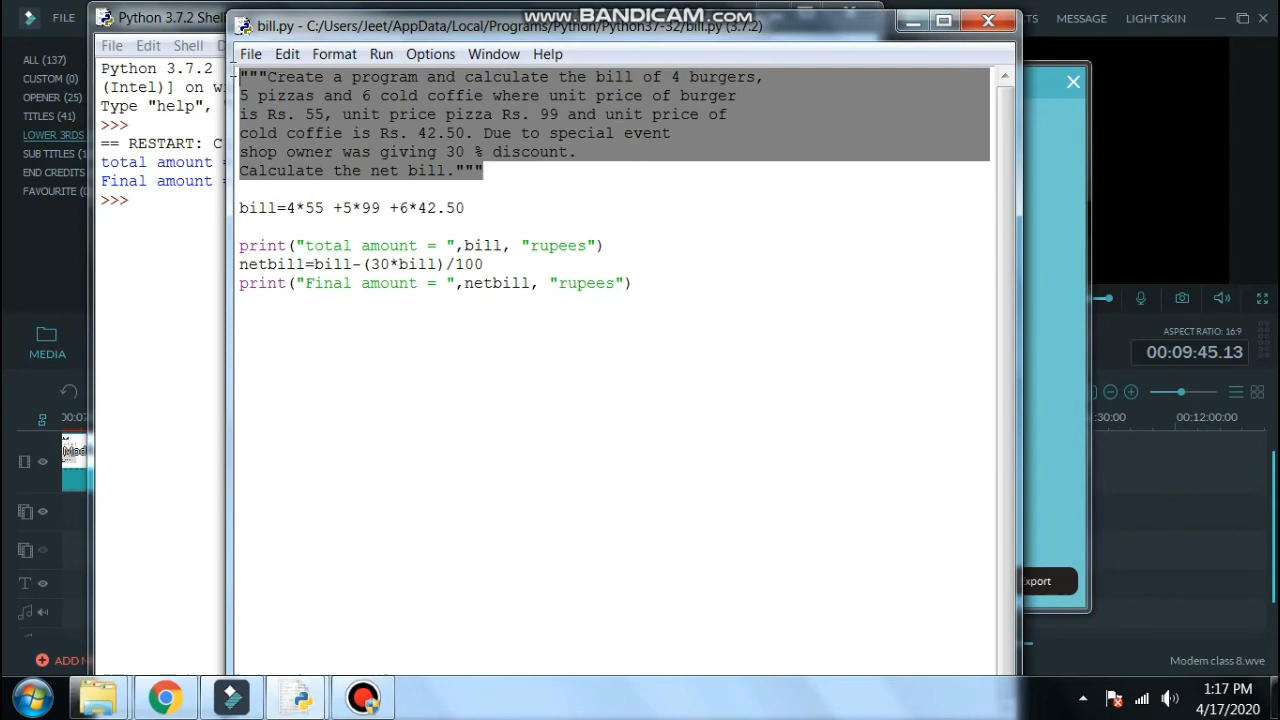 www.BANDICAM.com
FILE
ALL (137)
CUSTOM (0)
OPENER (25)
TITLES (41)
LOWER 3RDS
SUB TITLES (1
END CREDITS
FAVOURITE (
MEDIA
Python 3.7.2 Shell
File Edit Shell
Python 3.7.2
(Intel)] on wi
Type "help",
>>>
== RESTART: C
total amount =
Final amount =
>>>
bill.py - C:/Users/Jeet/AppData/Local/Programs/Python/Python37-32/bill.py (3.7.2)
File Edit Format Run Options Window Help
"""Create a program and calculate the bill of 4 burgers,
5 pizzas and 6 cold coffie where unit price of burger
is Rs. 55, unit price pizza Rs. 99 and unit price of
cold coffie is Rs. 42.50. Due to special event
shop owner was giving 30 % discount.
Calculate the net bill."""
bill=4*55 +5*99 +6*42.50
print("total amount = ",bill, "rupees")
netbill=bill-(30*bill)/100
print("Final amount = ",netbill, "rupees")
TS MESSAGE LIGHT SKIN
ASPECT RATIO: 16:9
00:09:45.13
:30:00 00:12:00:00
00:07
Export
ADD N
Modem class 8.wve
1:17 PM
4/17/2020